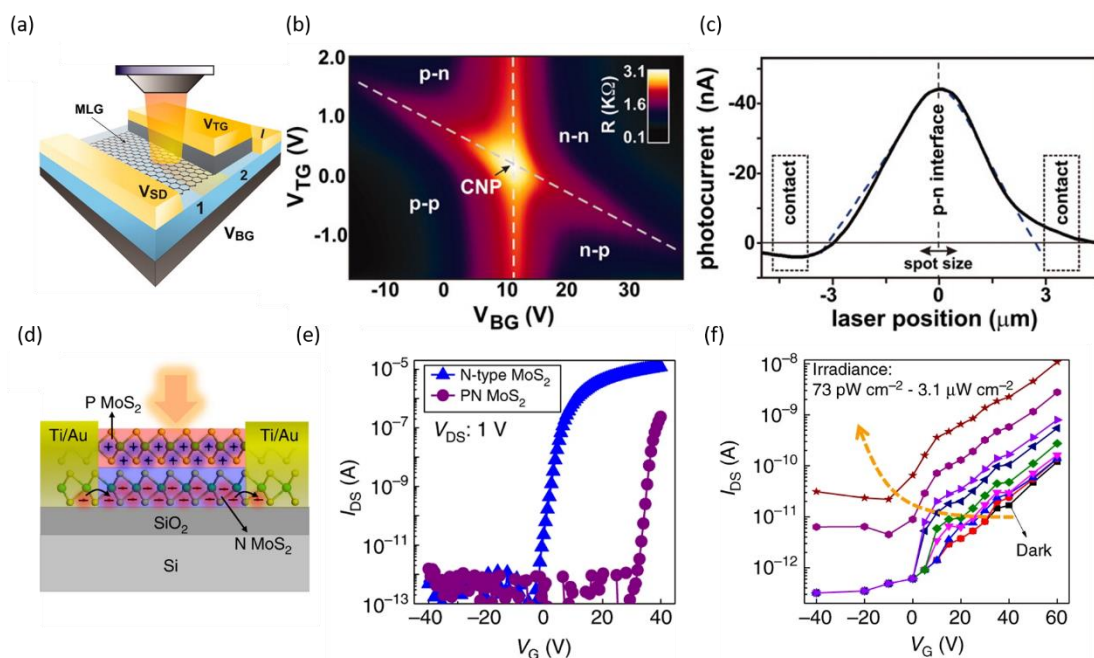 (a)
MLG
V_TG
I
V_SD
2
1
V_BG
(b)
2.0
1.0
0.0
-1.0
V_TG (V)
p-n
n-n
p-p
n-p
CNP
R (KΩ)
3.1
1.6
0.1
-10 0 10 20 30
V_BG (V)
(c)
photocurrent (nA)
-40
-20
0
contact
p-n interface
contact
spot size
-3 0 3
laser position (μm)
(d)
P MoS₂
Ti/Au
Ti/Au
SiO₂
N MoS₂
Si
(e)
I_DS (A)
10⁻⁵
10⁻⁷
10⁻⁹
10⁻¹¹
10⁻¹³
N-type MoS₂
PN MoS₂
V_DS: 1 V
−40 −20 0 20 40
V_G (V)
(f)
I_DS (A)
10⁻⁸
10⁻⁹
10⁻¹⁰
10⁻¹¹
10⁻¹²
Irradiance:
73 pW cm⁻² - 3.1 μW cm⁻²
Dark
−40 −20 0 20 40 60
V_G (V)